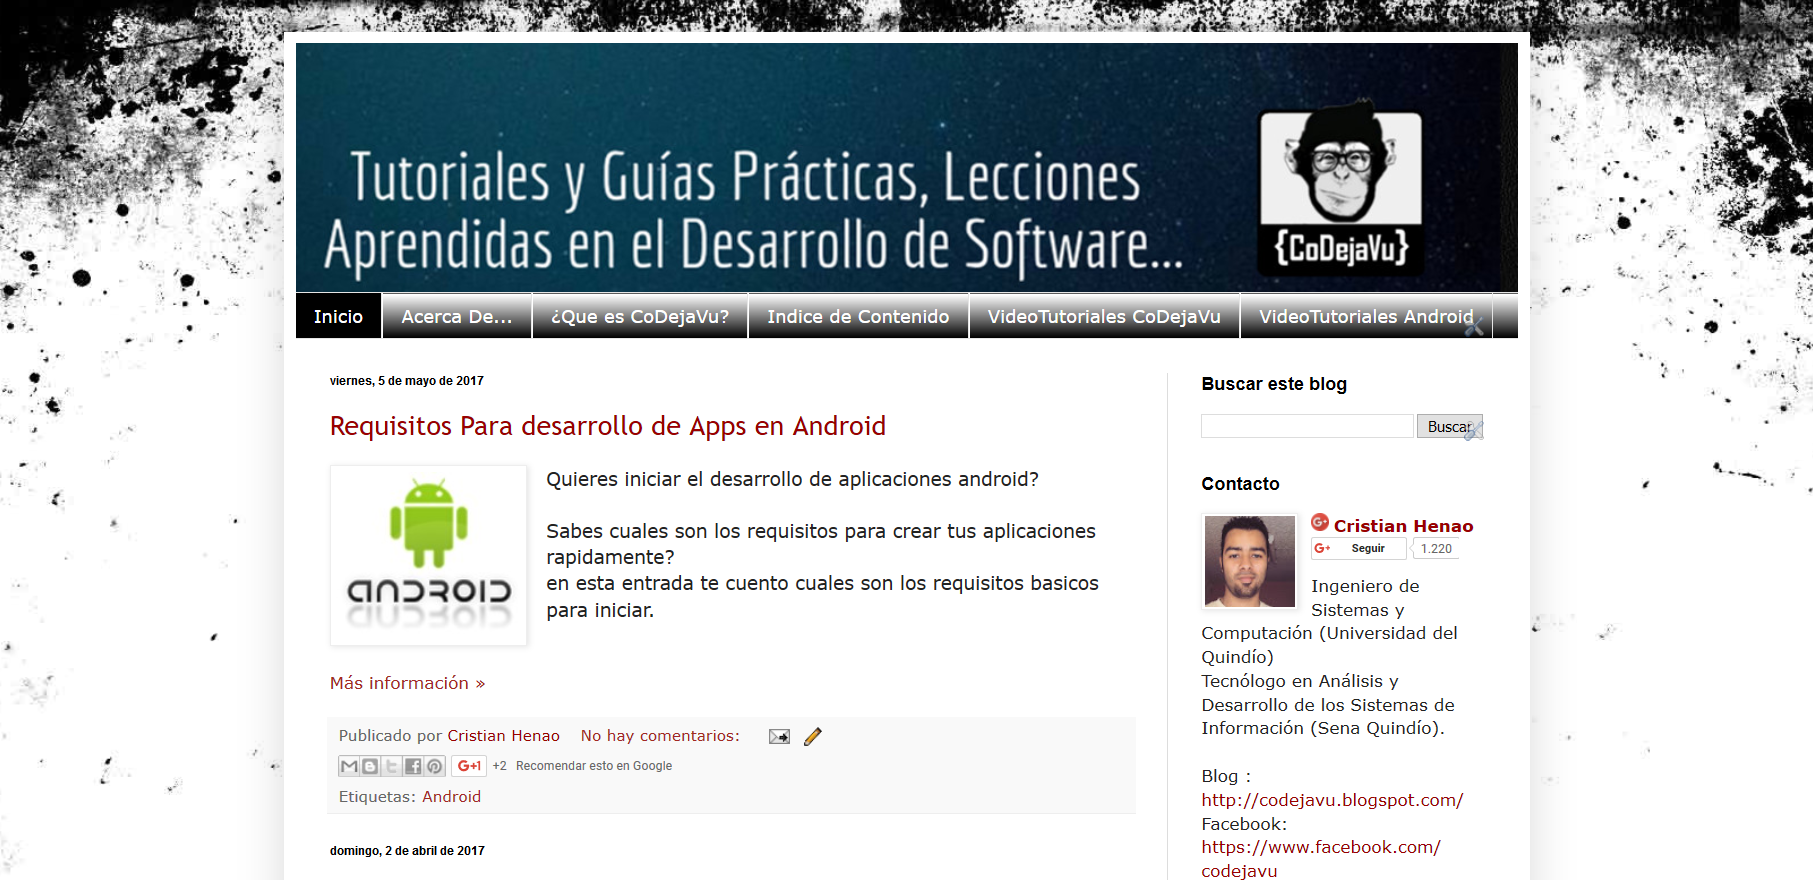 Tutoriales y Guías Prácticas, Lecciones
Aprendidas en el Desarrollo de Software...
{CoDejaVu}
Inicio
Acerca De...
¿Que es CoDejaVu?
Indice de Contenido
VideoTutoriales CoDejaVu
VideoTutoriales Android
viernes, 5 de mayo de 2017
Requisitos Para desarrollo de Apps en Android
ANDROID
Quieres iniciar el desarrollo de aplicaciones android?
Sabes cuales son los requisitos para crear tus aplicaciones
rapidamente?
en esta entrada te cuento cuales son los requisitos basicos
para iniciar.
Más información »
Publicado por Cristian Henao No hay comentarios:
G+1 +2 Recomendar esto en Google
Etiquetas: Android
domingo, 2 de abril de 2017
Buscar este blog
Buscar
Contacto
G+ Cristian Henao
G+ Seguir 1.220
Ingeniero de
Sistemas y
Computación (Universidad del
Quindío)
Tecnólogo en Análisis y
Desarrollo de los Sistemas de
Información (Sena Quindío).
Blog :
http://codejavu.blogspot.com/
Facebook:
https://www.facebook.com/
codejavu